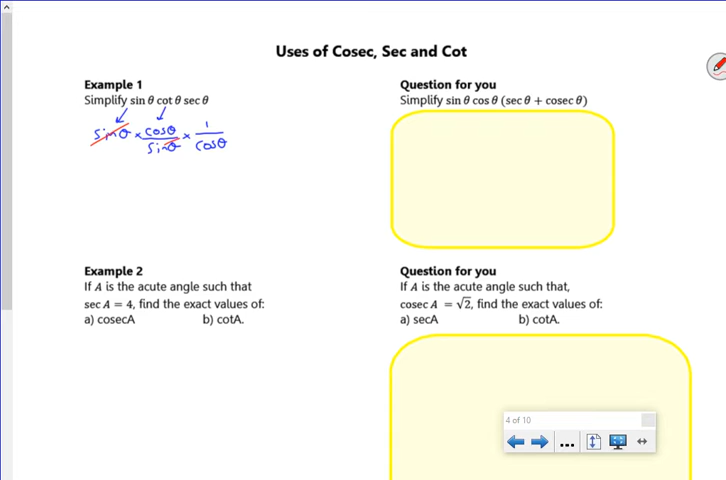 Uses of Cosec, Sec and Cot
Example 1
Simplify sin θ cot θ sec θ
sinθ × cosθ/sinθ × 1/cosθ
Question for you
Simplify sin θ cos θ (sec θ + cosec θ)
Example 2
If A is the acute angle such that
sec A = 4, find the exact values of:
a) cosecA b) cotA.
Question for you
If A is the acute angle such that,
cosec A = √2, find the exact values of:
a) secA b) cotA.
4 of 10